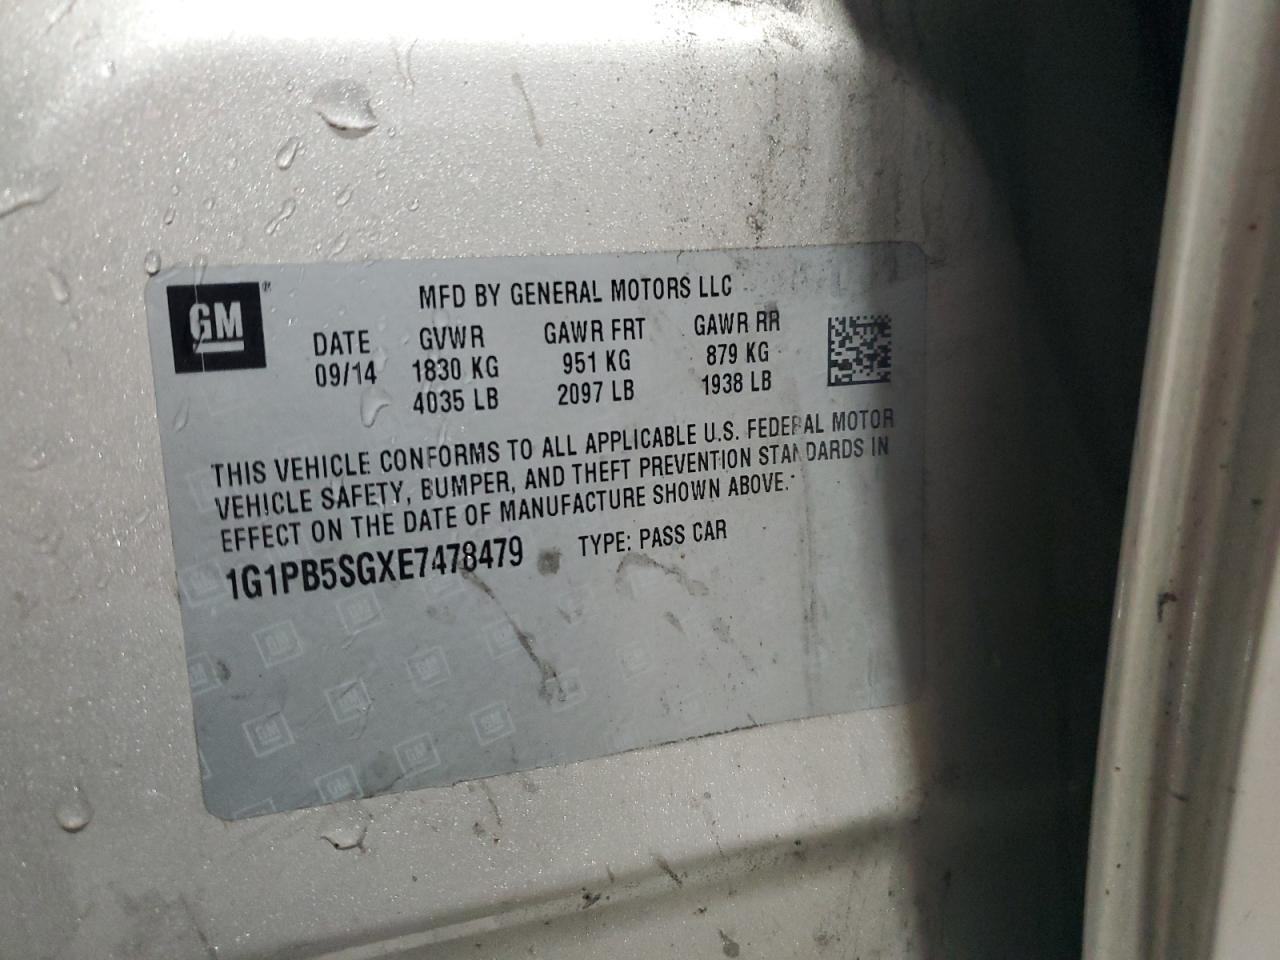 GM®
MFD BY GENERAL MOTORS LLC
DATE GVWR GAWR FRT GAWR RR
09/14 1830 KG 951 KG 879 KG
4035 LB 2097 LB 1938 LB
THIS VEHICLE CONFORMS TO ALL APPLICABLE U.S. FEDERAL MOTOR
VEHICLE SAFETY, BUMPER, AND THEFT PREVENTION STANDARDS IN
EFFECT ON THE DATE OF MANUFACTURE SHOWN ABOVE.
1G1PB5SGXE7478479 TYPE: PASS CAR